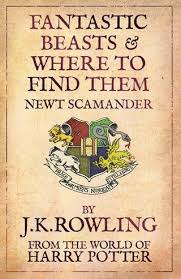 FANTASTIC
BEASTS &
WHERE TO
FIND THEM
NEWT SCAMANDER
BY
J.K.ROWLING
FROM THE WORLD OF
HARRY POTTER